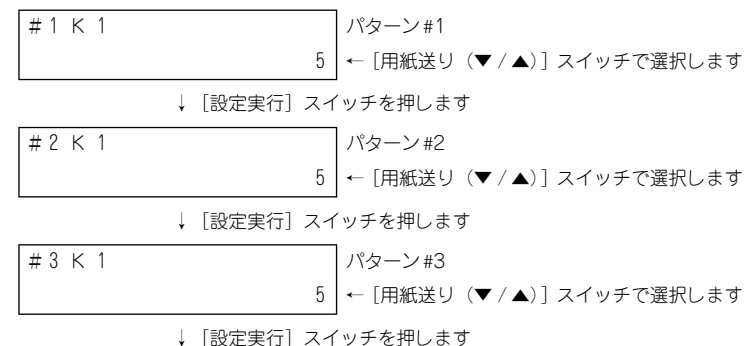 #1 K 1 パターン#1
5 ←［用紙送り（▼/▲）］スイッチで選択します
↓［設定実行］スイッチを押します
#2 K 1 パターン#2
5 ←［用紙送り（▼/▲）］スイッチで選択します
↓［設定実行］スイッチを押します
#3 K 1 パターン#3
5 ←［用紙送り（▼/▲）］スイッチで選択します
↓［設定実行］スイッチを押します